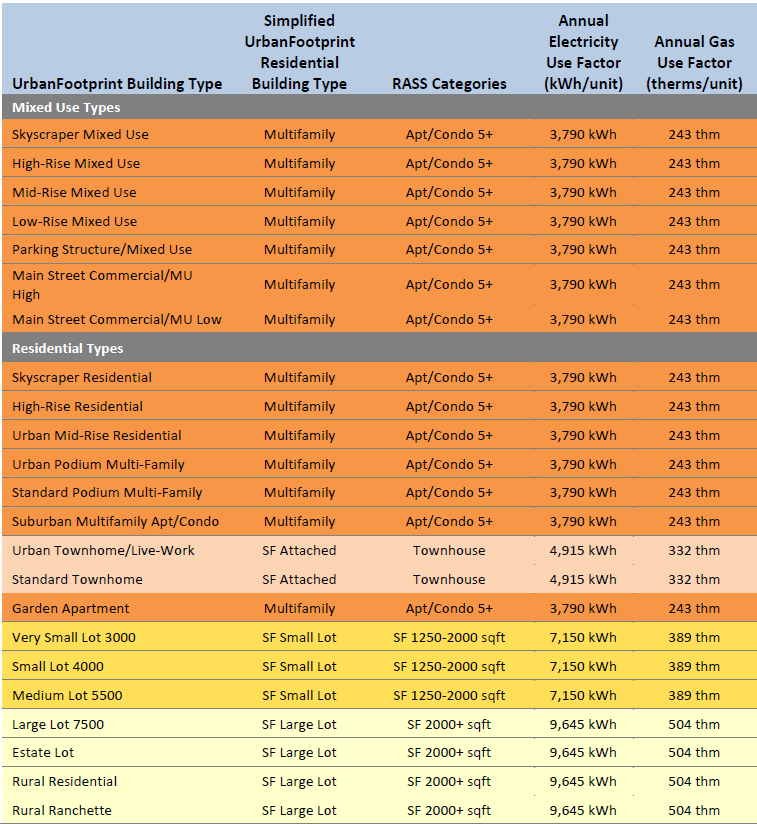 Simplified
UrbanFootprint
Residential
Building Type
Annual
Electricity
Use Factor
(kWh/unit)
Annual Gas
Use Factor
(therms/unit)
UrbanFootprint Building Type
RASS Categories
Mixed Use Types
Skyscraper Mixed Use Multifamily Apt/Condo 5+ 3,790 kWh 243 thm
High-Rise Mixed Use Multifamily Apt/Condo 5+ 3,790 kWh 243 thm
Mid-Rise Mixed Use Multifamily Apt/Condo 5+ 3,790 kWh 243 thm
Low-Rise Mixed Use Multifamily Apt/Condo 5+ 3,790 kWh 243 thm
Parking Structure/Mixed Use Multifamily Apt/Condo 5+ 3,790 kWh 243 thm
Main Street Commercial/MU
High Multifamily Apt/Condo 5+ 3,790 kWh 243 thm
Main Street Commercial/MU Low Multifamily Apt/Condo 5+ 3,790 kWh 243 thm
Residential Types
Skyscraper Residential Multifamily Apt/Condo 5+ 3,790 kWh 243 thm
High-Rise Residential Multifamily Apt/Condo 5+ 3,790 kWh 243 thm
Urban Mid-Rise Residential Multifamily Apt/Condo 5+ 3,790 kWh 243 thm
Urban Podium Multi-Family Multifamily Apt/Condo 5+ 3,790 kWh 243 thm
Standard Podium Multi-Family Multifamily Apt/Condo 5+ 3,790 kWh 243 thm
Suburban Multifamily Apt/Condo Multifamily Apt/Condo 5+ 3,790 kWh 243 thm
Urban Townhome/Live-Work SF Attached Townhouse 4,915 kWh 332 thm
Standard Townhome SF Attached Townhouse 4,915 kWh 332 thm
Garden Apartment Multifamily Apt/Condo 5+ 3,790 kWh 243 thm
Very Small Lot 3000 SF Small Lot SF 1250-2000 sqft 7,150 kWh 389 thm
Small Lot 4000 SF Small Lot SF 1250-2000 sqft 7,150 kWh 389 thm
Medium Lot 5500 SF Small Lot SF 1250-2000 sqft 7,150 kWh 389 thm
Large Lot 7500 SF Large Lot SF 2000+ sqft 9,645 kWh 504 thm
Estate Lot SF Large Lot SF 2000+ sqft 9,645 kWh 504 thm
Rural Residential SF Large Lot SF 2000+ sqft 9,645 kWh 504 thm
Rural Ranchette SF Large Lot SF 2000+ sqft 9,645 kWh 504 thm